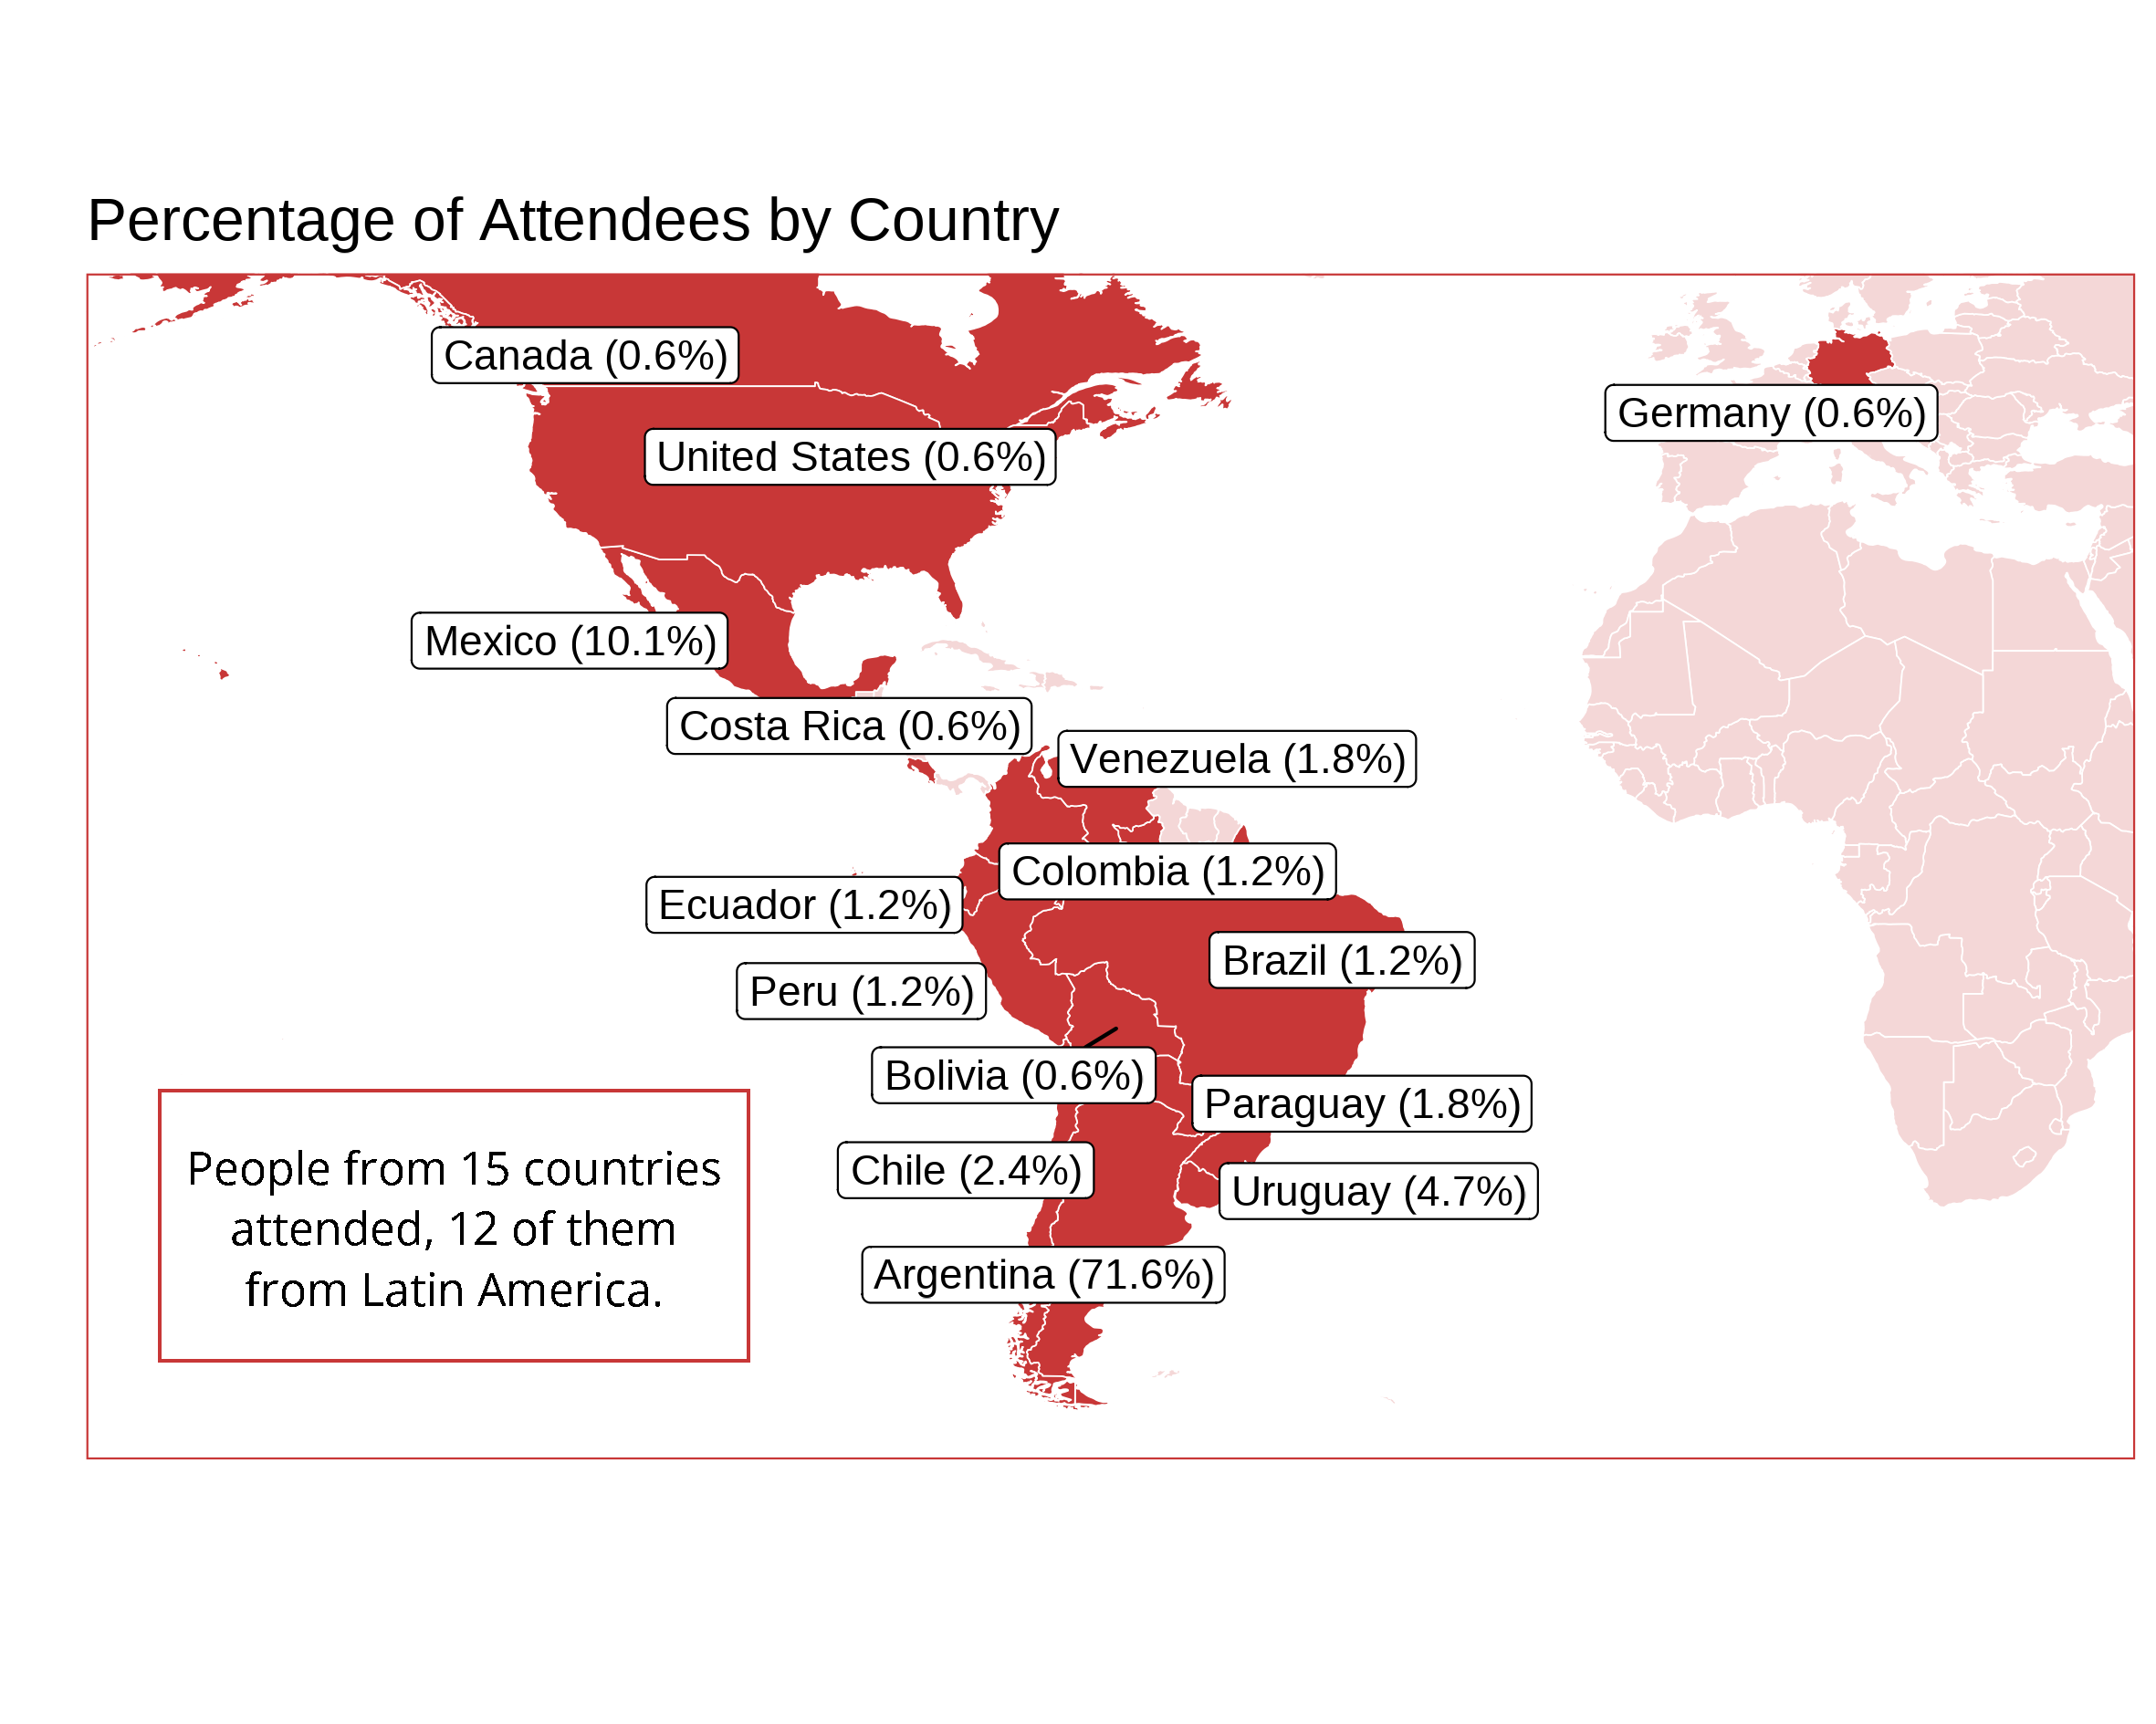 Percentage of Attendees by Country
Canada (0.6%)
Germany (0.6%)
United States (0.6%)
Mexico (10.1%)
Costa Rica (0.6%)
Venezuela (1.8%)
Colombia (1.2%)
Ecuador (1.2%)
Brazil (1.2%)
Peru (1.2%)
Bolivia (0.6%)
Paraguay (1.8%)
Chile (2.4%)
Uruguay (4.7%)
Argentina (71.6%)
People from 15 countries
attended, 12 of them
from Latin America.